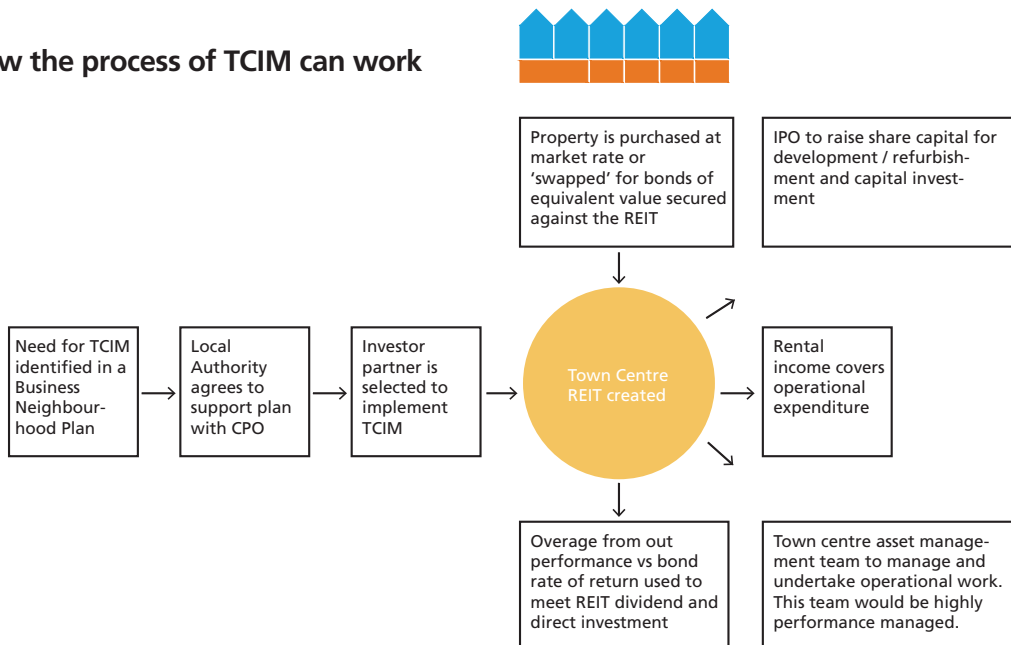 w the process of TCIM can work
Property is purchased at
market rate or
‘swapped’ for bonds of
equivalent value secured
against the REIT
IPO to raise share capital for
development / refurbish-
ment and capital invest-
ment
Need for TCIM
identified in a
Business
Neighbour-
hood Plan
Local
Authority
agrees to
support plan
with CPO
Investor
partner is
selected to
implement
TCIM
Town Centre
REIT created
Rental
income covers
operational
expenditure
Overage from out
performance vs bond
rate of return used to
meet REIT dividend and
direct investment
Town centre asset manage-
ment team to manage and
undertake operational work.
This team would be highly
performance managed.